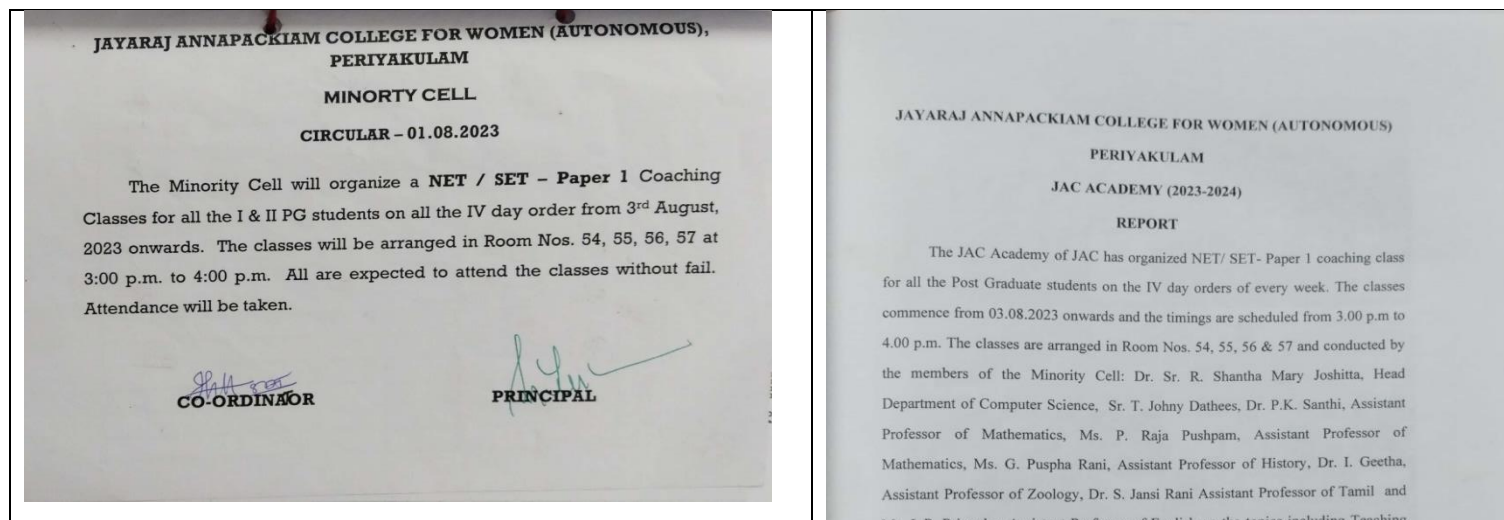 JAYARAJ ANNAPACKIAM COLLEGE FOR WOMEN (AUTONOMOUS),
PERIYAKULAM
MINORTY CELL
CIRCULAR – 01.08.2023
The Minority Cell will organize a NET / SET – Paper 1 Coaching
Classes for all the I & II PG students on all the IV day order from 3rd August,
2023 onwards. The classes will be arranged in Room Nos. 54, 55, 56, 57 at
3:00 p.m. to 4:00 p.m. All are expected to attend the classes without fail.
Attendance will be taken.
CO-ORDINAOR
PRINCIPAL
JAYARAJ ANNAPACKIAM COLLEGE FOR WOMEN (AUTONOMOUS)
PERIYAKULAM
JAC ACADEMY (2023-2024)
REPORT
The JAC Academy of JAC has organized NET/ SET- Paper 1 coaching class
for all the Post Graduate students on the IV day orders of every week. The classes
commence from 03.08.2023 onwards and the timings are scheduled from 3.00 p.m to
4.00 p.m. The classes are arranged in Room Nos. 54, 55, 56 & 57 and conducted by
the members of the Minority Cell: Dr. Sr. R. Shantha Mary Joshitta, Head
Department of Computer Science, Sr. T. Johny Dathees, Dr. P.K. Santhi, Assistant
Professor of Mathematics, Ms. P. Raja Pushpam, Assistant Professor of
Mathematics, Ms. G. Puspha Rani, Assistant Professor of History, Dr. I. Geetha,
Assistant Professor of Zoology, Dr. S. Jansi Rani Assistant Professor of Tamil and